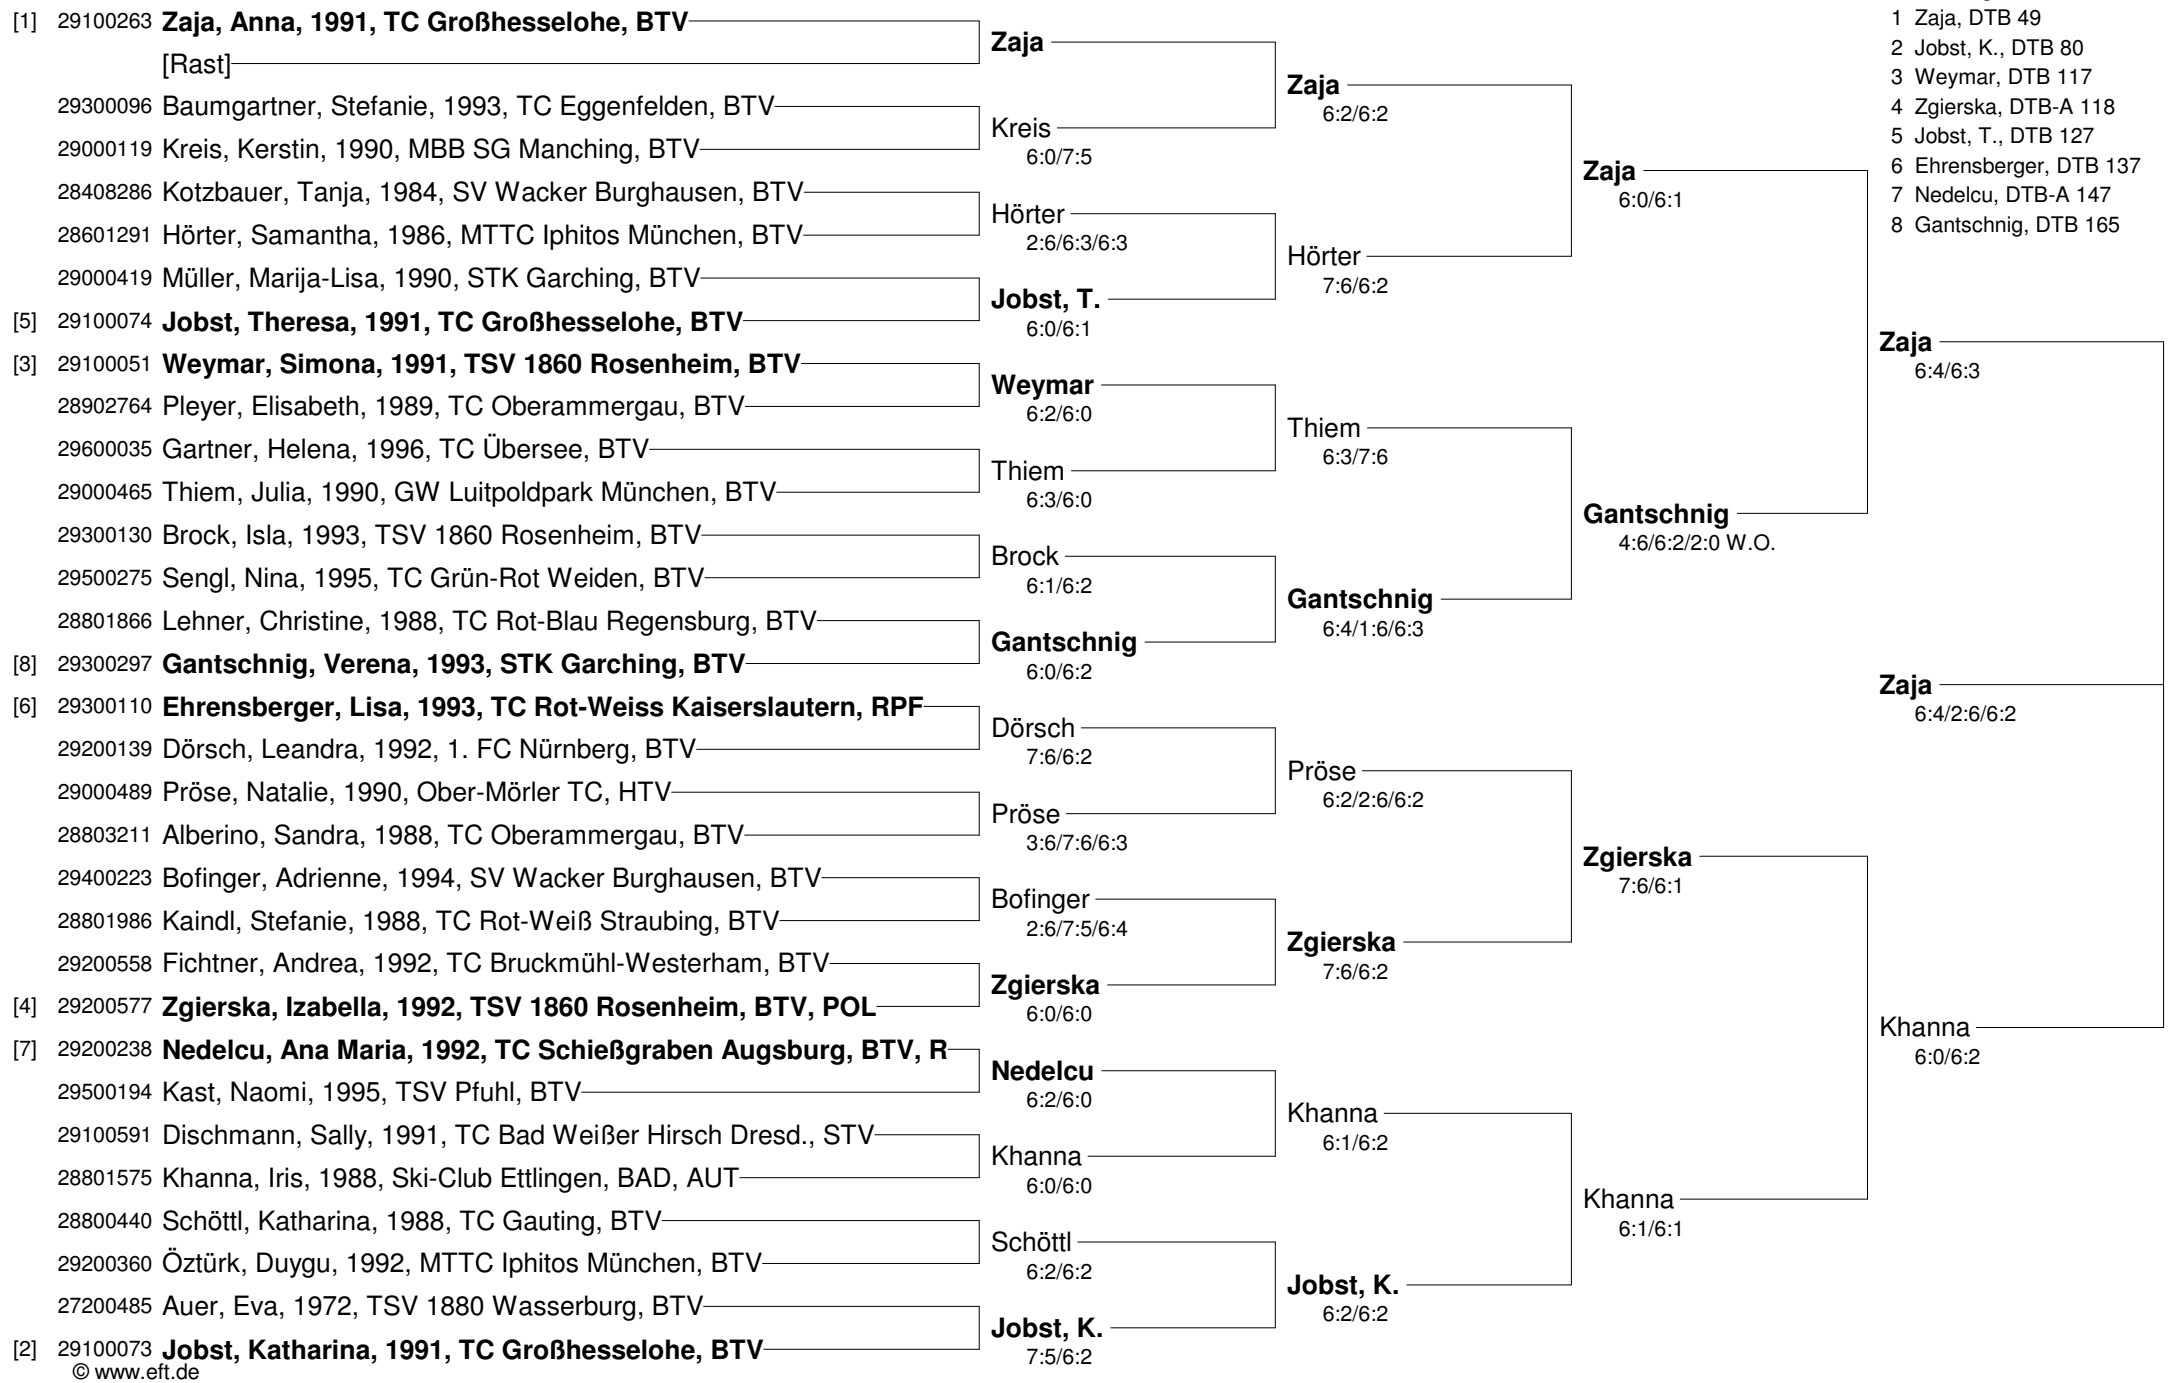 [1] 29100263 Zaja, Anna, 1991, TC Großhesselohe, BTV
[Rast]
29300096 Baumgartner, Stefanie, 1993, TC Eggenfelden, BTV
29000119 Kreis, Kerstin, 1990, MBB SG Manching, BTV
28408286 Kotzbauer, Tanja, 1984, SV Wacker Burghausen, BTV
28601291 Hörter, Samantha, 1986, MTTC Iphitos München, BTV
29000419 Müller, Marija-Lisa, 1990, STK Garching, BTV
[5] 29100074 Jobst, Theresa, 1991, TC Großhesselohe, BTV
[3] 29100051 Weymar, Simona, 1991, TSV 1860 Rosenheim, BTV
28902764 Pleyer, Elisabeth, 1989, TC Oberammergau, BTV
29600035 Gartner, Helena, 1996, TC Übersee, BTV
29000465 Thiem, Julia, 1990, GW Luitpoldpark München, BTV
29300130 Brock, Isla, 1993, TSV 1860 Rosenheim, BTV
29500275 Sengl, Nina, 1995, TC Grün-Rot Weiden, BTV
28801866 Lehner, Christine, 1988, TC Rot-Blau Regensburg, BTV
[8] 29300297 Gantschnig, Verena, 1993, STK Garching, BTV
[6] 29300110 Ehrensberger, Lisa, 1993, TC Rot-Weiss Kaiserslautern, RPF
29200139 Dörsch, Leandra, 1992, 1. FC Nürnberg, BTV
29000489 Pröse, Natalie, 1990, Ober-Mörler TC, HTV
28803211 Alberino, Sandra, 1988, TC Oberammergau, BTV
29400223 Bofinger, Adrienne, 1994, SV Wacker Burghausen, BTV
28801986 Kaindl, Stefanie, 1988, TC Rot-Weiß Straubing, BTV
29200558 Fichtner, Andrea, 1992, TC Bruckmühl-Westerham, BTV
[4] 29200577 Zgierska, Izabella, 1992, TSV 1860 Rosenheim, BTV, POL
[7] 29200238 Nedelcu, Ana Maria, 1992, TC Schießgraben Augsburg, BTV, R
29500194 Kast, Naomi, 1995, TSV Pfuhl, BTV
29100591 Dischmann, Sally, 1991, TC Bad Weißer Hirsch Dresd., STV
28801575 Khanna, Iris, 1988, Ski-Club Ettlingen, BAD, AUT
28800440 Schöttl, Katharina, 1988, TC Gauting, BTV
29200360 Öztürk, Duygu, 1992, MTTC Iphitos München, BTV
27200485 Auer, Eva, 1972, TSV 1880 Wasserburg, BTV
[2] 29100073 Jobst, Katharina, 1991, TC Großhesselohe, BTV
© www.eft.de
Zaja
Kreis
6:0/7:5
Hörter
2:6/6:3/6:3
Jobst, T.
6:0/6:1
Weymar
6:2/6:0
Thiem
6:3/6:0
Brock
6:1/6:2
Gantschnig
6:0/6:2
Dörsch
7:6/6:2
Pröse
3:6/7:6/6:3
Bofinger
2:6/7:5/6:4
Zgierska
6:0/6:0
Nedelcu
6:2/6:0
Khanna
6:0/6:0
Schöttl
6:2/6:2
Jobst, K.
7:5/6:2
Zaja
6:2/6:2
Hörter
7:6/6:2
Thiem
6:3/7:6
Gantschnig
6:4/1:6/6:3
Pröse
6:2/2:6/6:2
Zgierska
7:6/6:2
Khanna
6:1/6:2
Jobst, K.
6:2/6:2
Zaja
6:0/6:1
Gantschnig
4:6/6:2/2:0 W.O.
Zgierska
7:6/6:1
Khanna
6:1/6:1
1 Zaja, DTB 49
2 Jobst, K., DTB 80
3 Weymar, DTB 117
4 Zgierska, DTB-A 118
5 Jobst, T., DTB 127
6 Ehrensberger, DTB 137
7 Nedelcu, DTB-A 147
8 Gantschnig, DTB 165
Zaja
6:4/6:3
Zaja
6:4/2:6/6:2
Khanna
6:0/6:2